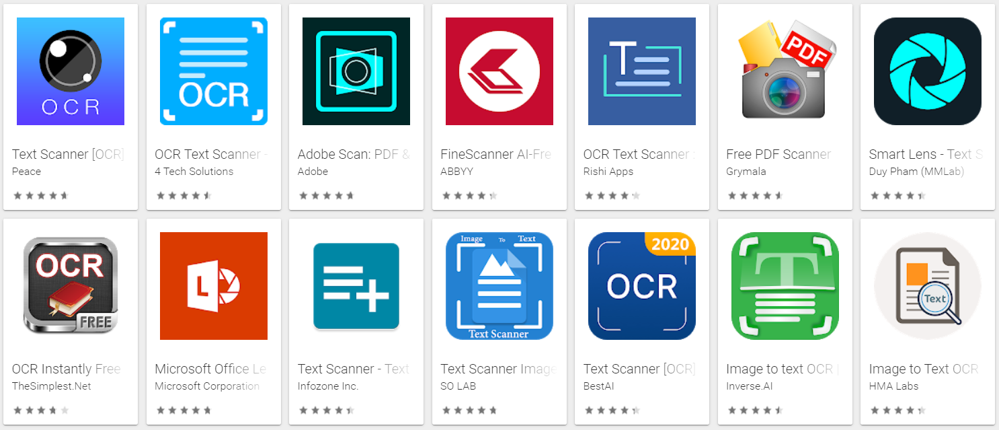 OCR
OCR
T
PDF
Text Scanner [OCR]
OCR Text Scanner -
Adobe Scan: PDF &
FineScanner AI-Fre
OCR Text Scanner :
Free PDF Scanner
Smart Lens - Text S
Peace
4 Tech Solutions
Adobe
ABBYY
Rishi Apps
Grymala
Duy Pham (MMLab)
OCR
FREE
L
Image To Text
Text Scanner
2020
OCR
T
Text
OCR Instantly Free
Microsoft Office Le
Text Scanner - Text
Text Scanner Image
Text Scanner [OCR]
Image to text OCR
Image to Text OCR
TheSimplest.Net
Microsoft Corporation
Infozone Inc.
SO LAB
BestAI
Inverse.AI
HMA Labs